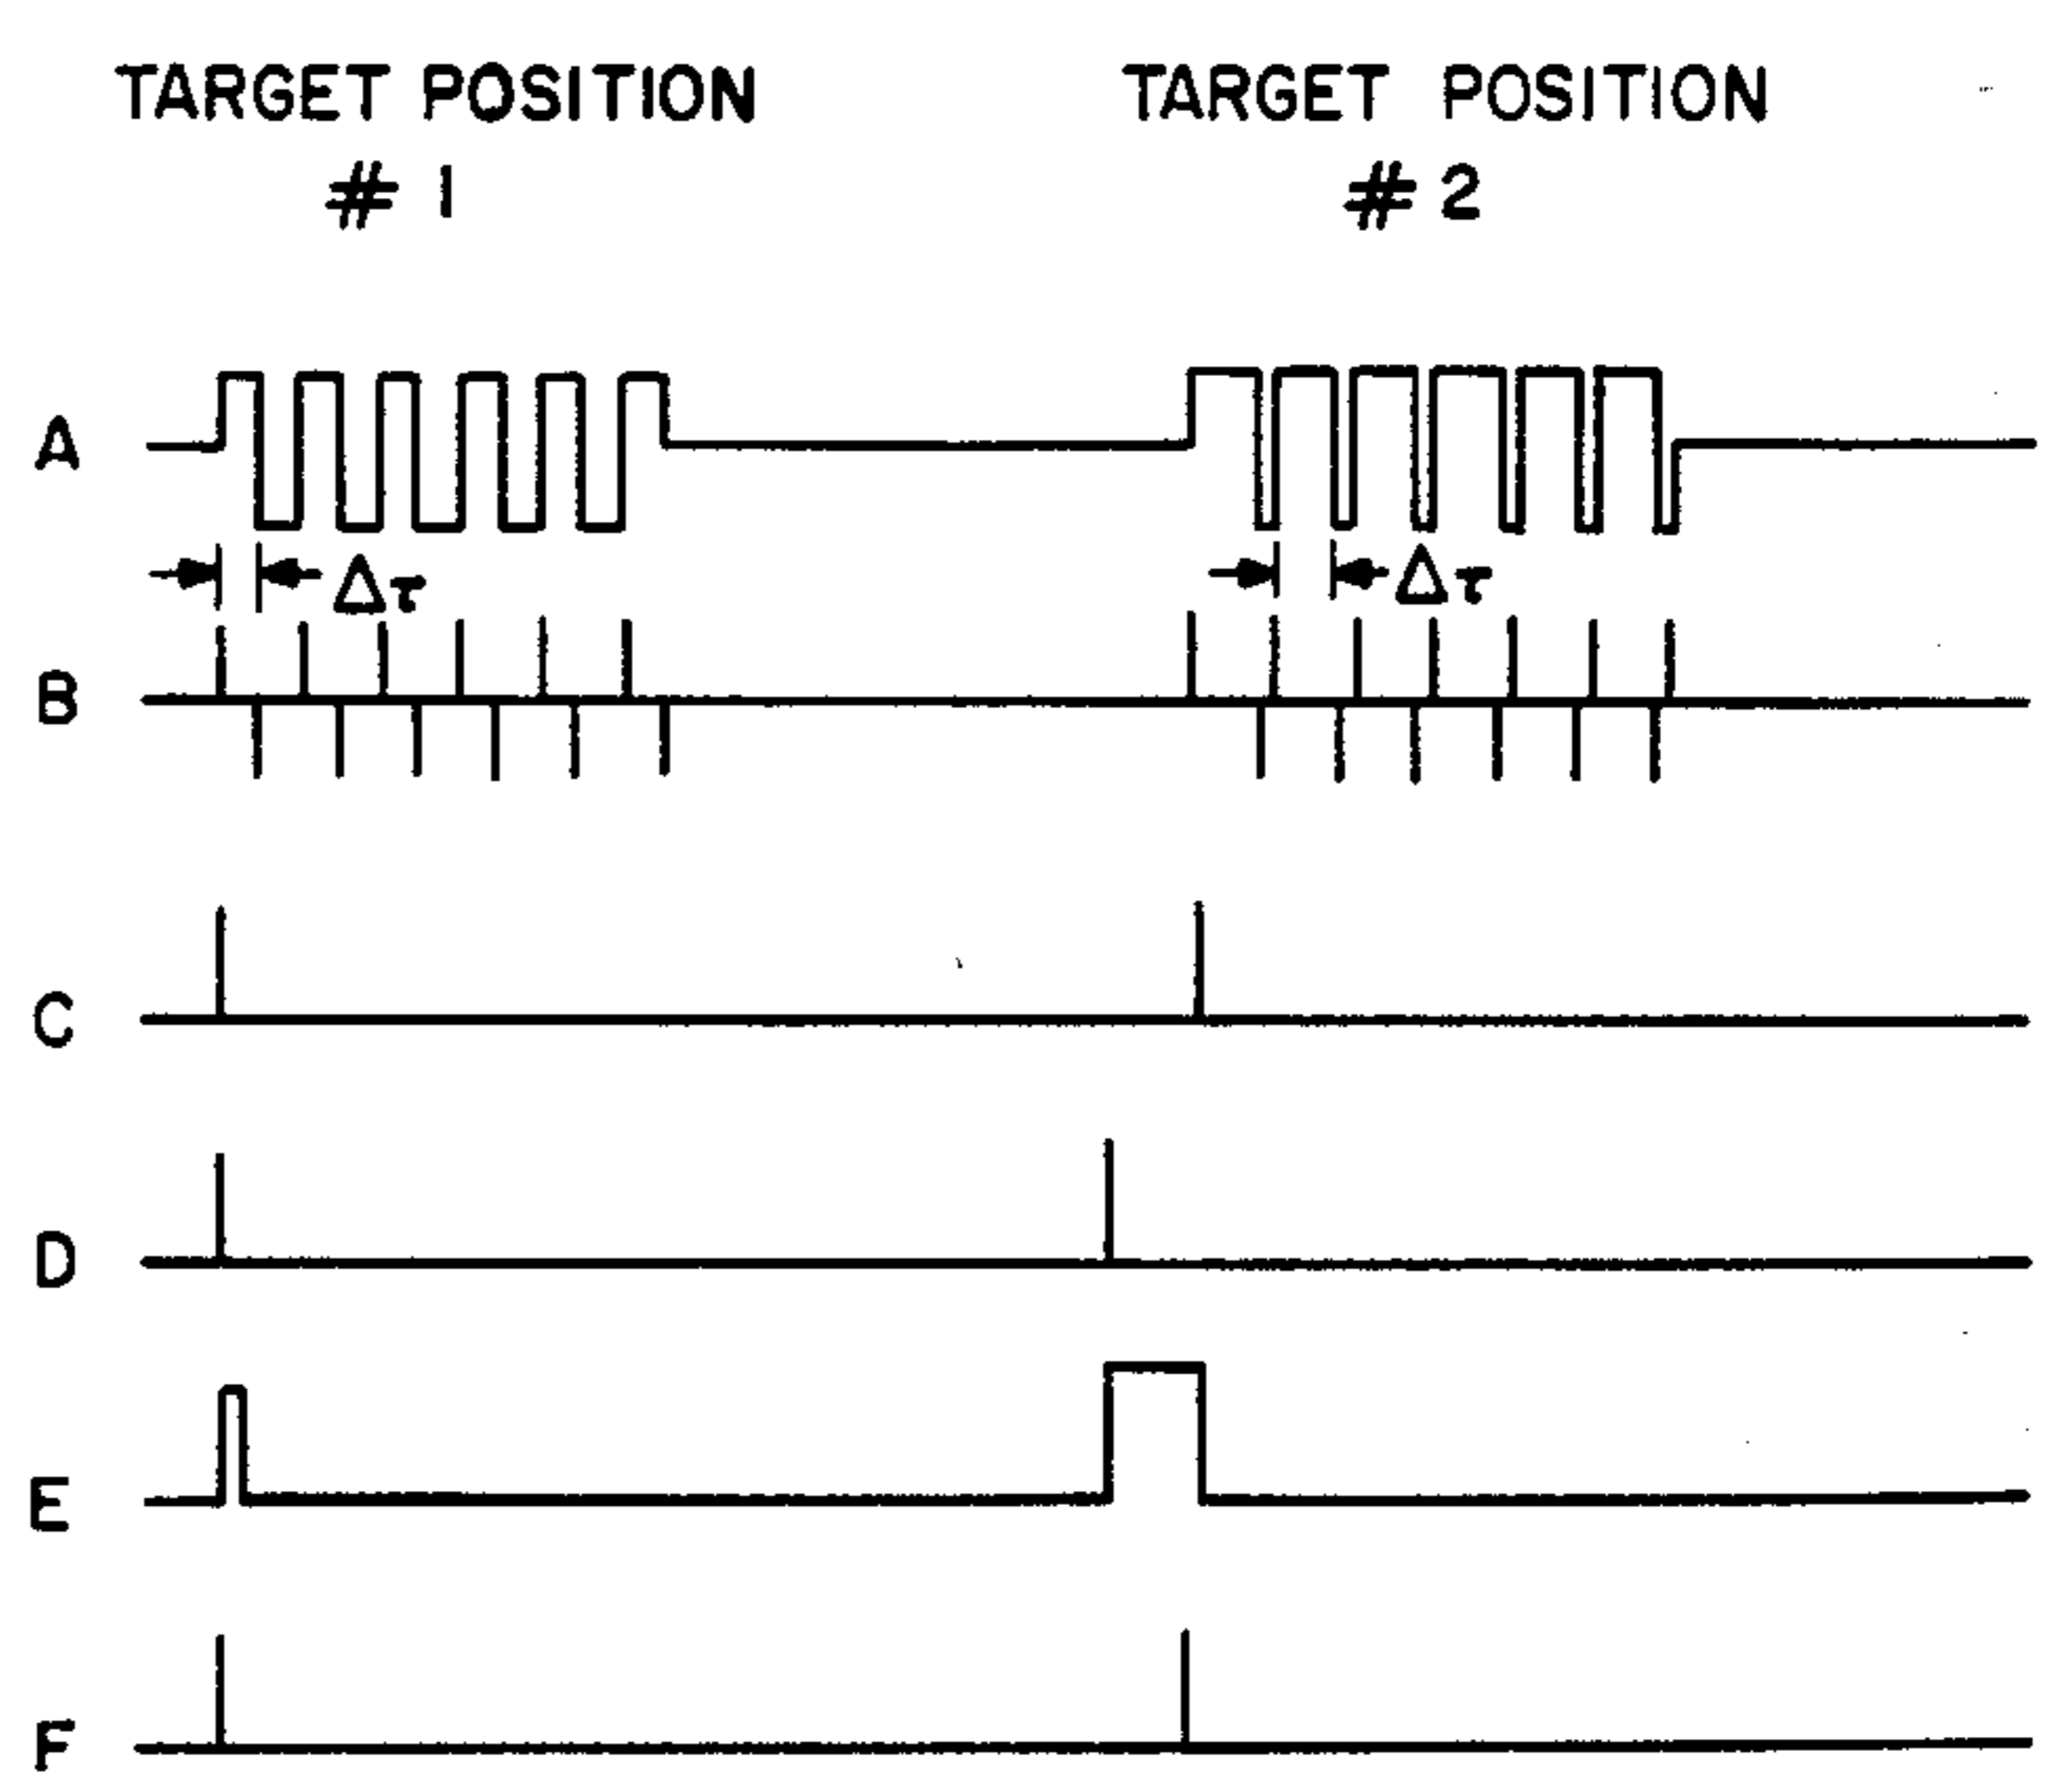 TARGET POSITION
# 1
TARGET POSITION
# 2
A
Δτ
Δτ
B
C
D
E
F